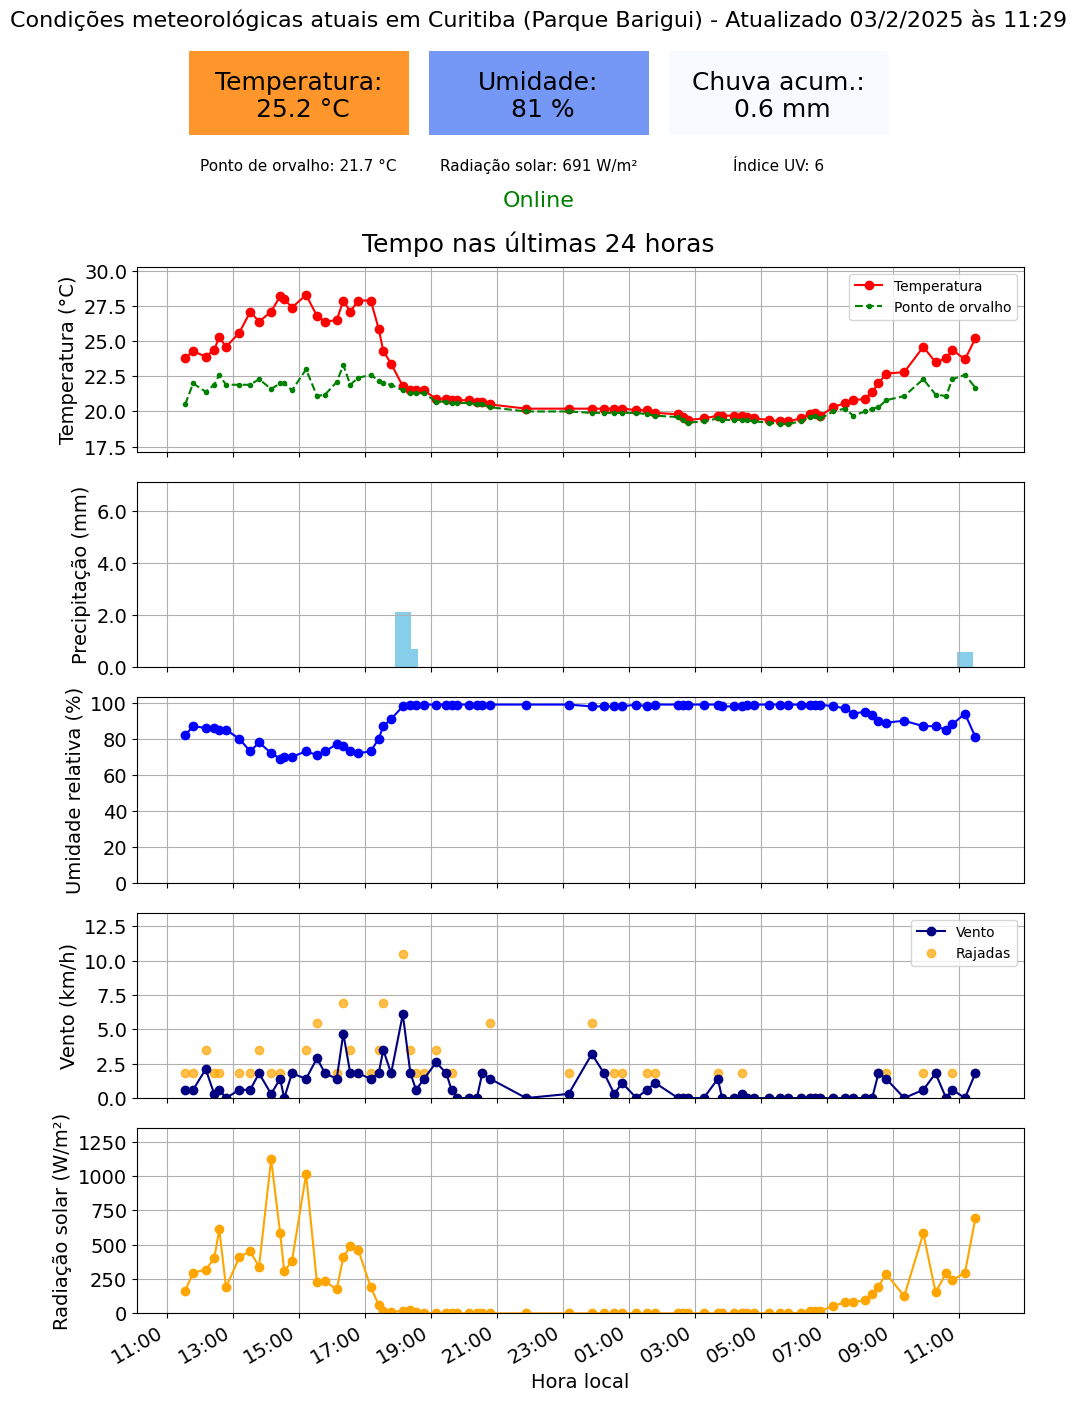 Condições meteorológicas atuais em Curitiba (Parque Barigui) - Atualizado 03/2/2025 às 11:29
Temperatura:
25.2 °C
Umidade:
81 %
Chuva acum.:
0.6 mm
Ponto de orvalho: 21.7 °C
Radiação solar: 691 W/m²
Índice UV: 6
Online
Tempo nas últimas 24 horas
Temperatura (°C)
30.0
27.5
25.0
22.5
20.0
17.5
Temperatura
Ponto de orvalho
Precipitação (mm)
6.0
4.0
2.0
0.0
Umidade relativa (%)
100
80
60
40
20
0
Vento (km/h)
12.5
10.0
7.5
5.0
2.5
0.0
Vento
Rajadas
Radiação solar (W/m²)
1250
1000
750
500
250
0
11:00
13:00
15:00
17:00
19:00
21:00
23:00
01:00
03:00
05:00
07:00
09:00
11:00
Hora local